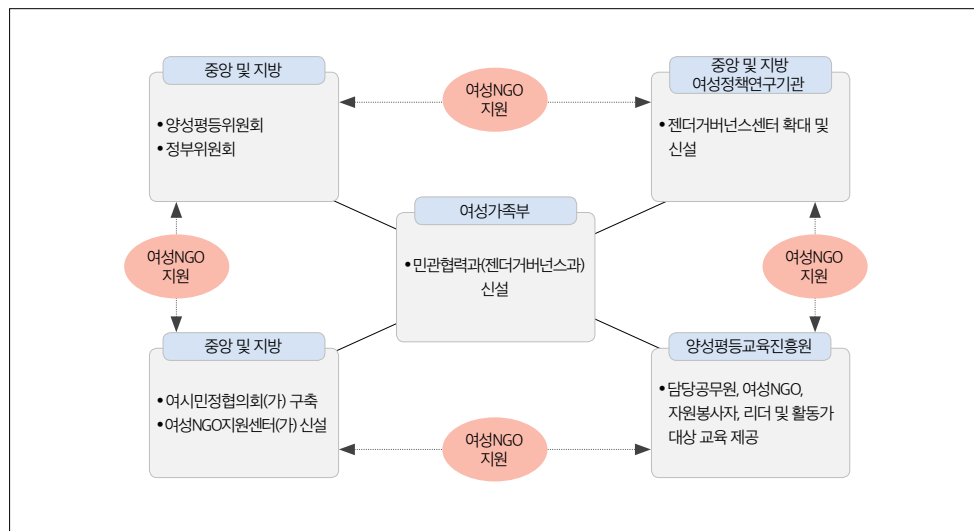 중앙 및 지방
• 양성평등위원회
• 정부위원회
여성NGO
지원
중앙 및 지방
여성정책연구기관
• 젠더거버넌스센터 확대 및
신설
여성가족부
• 민관협력과(젠더거버넌스과)
신설
여성NGO
지원
여성NGO
지원
중앙 및 지방
• 여시민정협의회(가) 구축
• 여성NGO지원센터(가) 신설
여성NGO
지원
양성평등교육진흥원
• 담당공무원, 여성NGO,
자원봉사자, 리더 및 활동가
대상 교육 제공